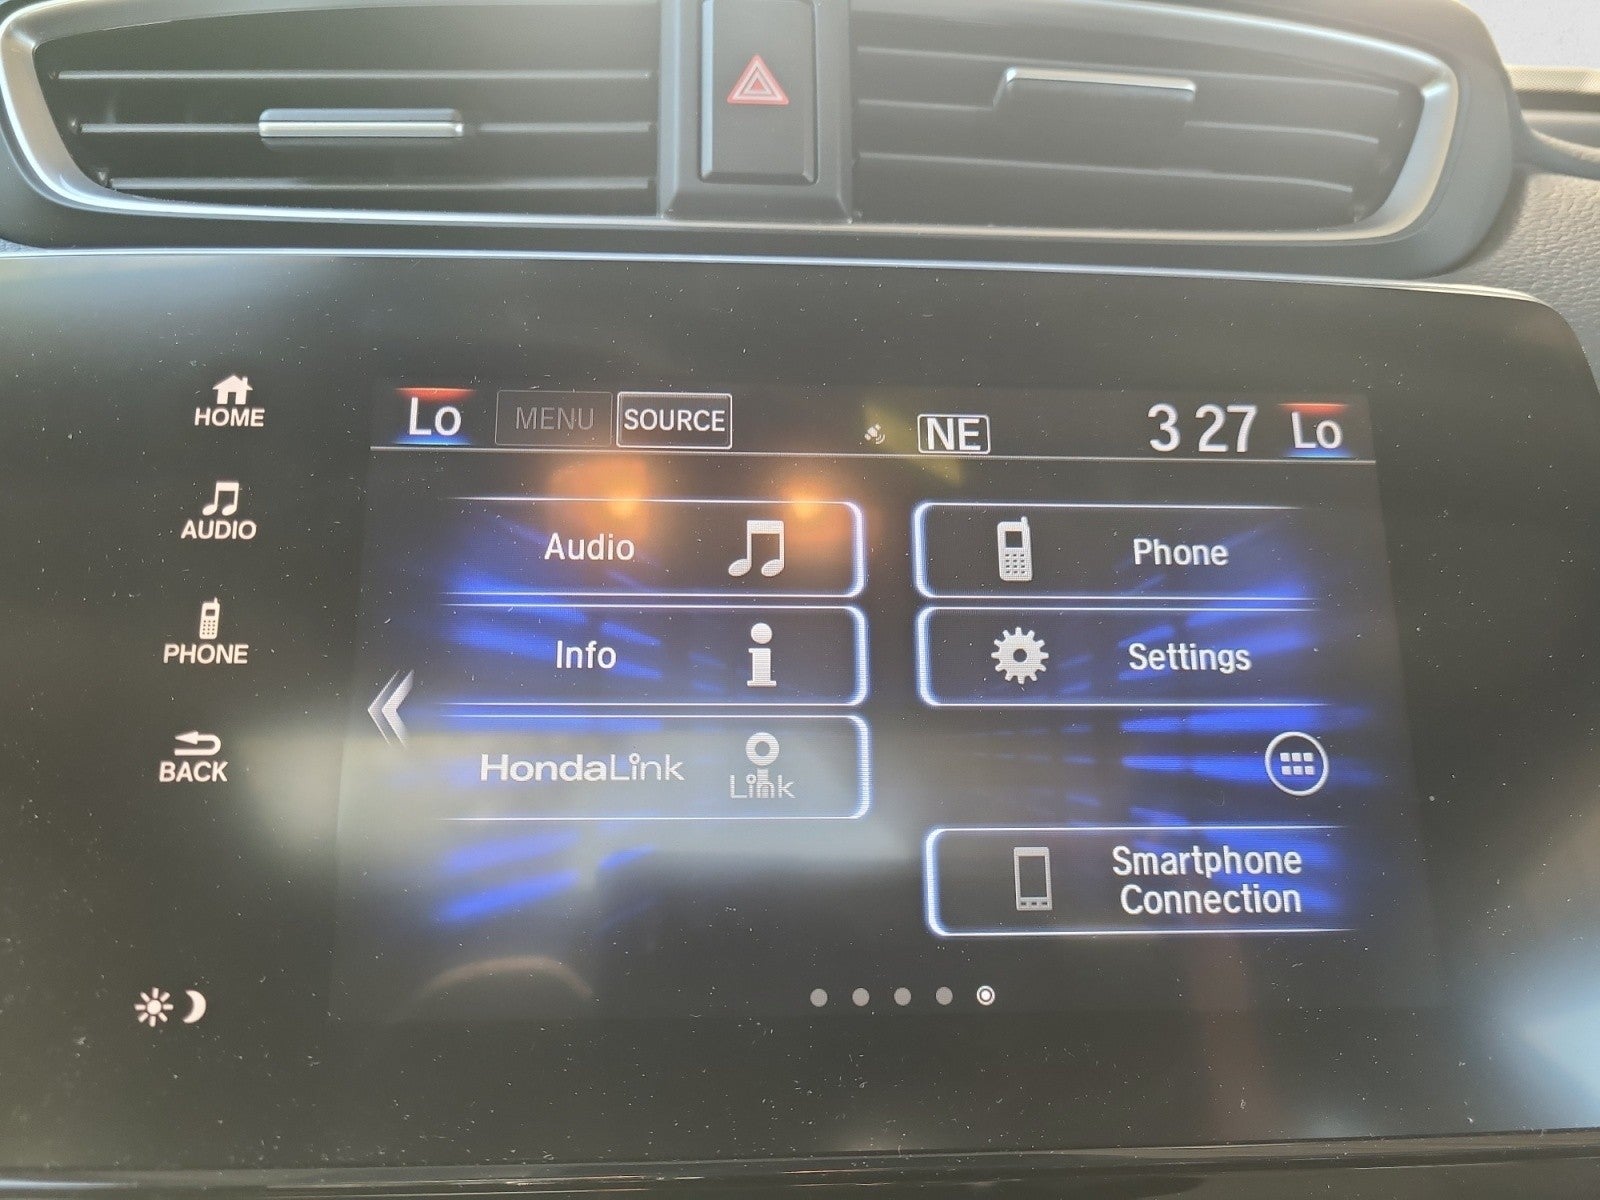 HOME
AUDIO
PHONE
BACK
Lo MENU SOURCE NE 3 27 Lo
Audio
Phone
Info
Settings
HondaLink
Link
Smartphone
Connection